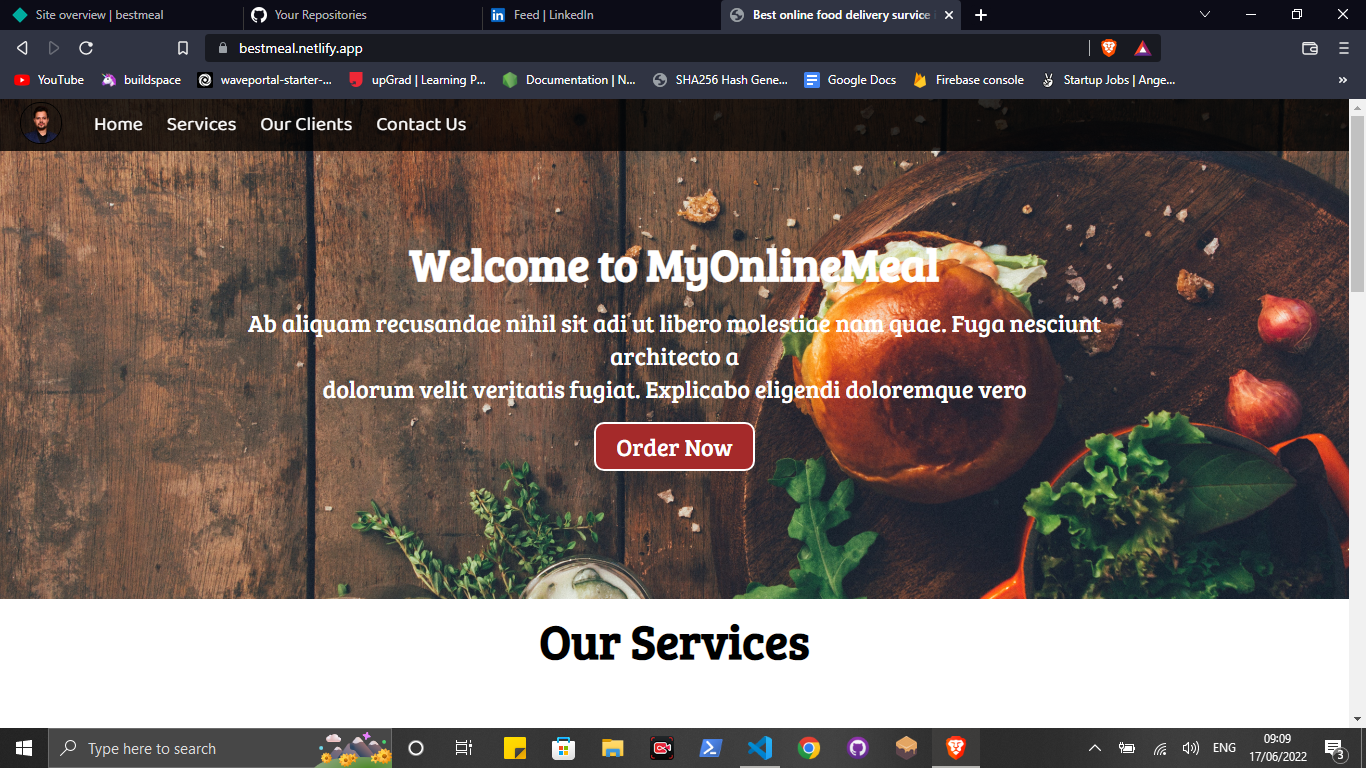 Site overview | bestmeal
Your Repositories
Feed | LinkedIn
Best online food delivery survice
bestmeal.netlify.app
YouTube
buildspace
waveportal-starter-...
upGrad | Learning P...
Documentation | N...
SHA256 Hash Gene...
Google Docs
Firebase console
Startup Jobs | Ange...
Home
Services
Our Clients
Contact Us
Welcome to MyOnlineMeal
Ab aliquam recusandae nihil sit adi ut libero molestiae nam quae. Fuga nesciunt
architecto a
dolorum velit veritatis fugiat. Explicabo eligendi doloremque vero
Order Now
Our Services
Type here to search
ENG
09:09
17/06/2022
3